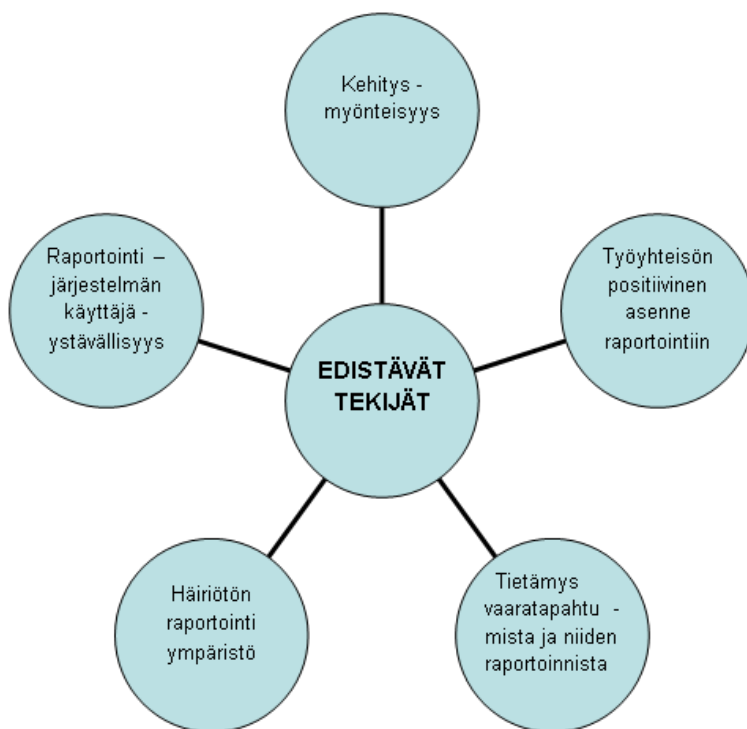 Kehitys -
myönteisyys
Raportointi –
järjestelmän
käyttäjä -
ystävällisyys
Työyhteisön
positiivinen
asenne
raportointiin
EDISTÄVÄT
TEKIJÄT
Häiriötön
raportointi
ympäristö
Tietämys
vaaratapahtu -
mista ja niiden
raportoinnista